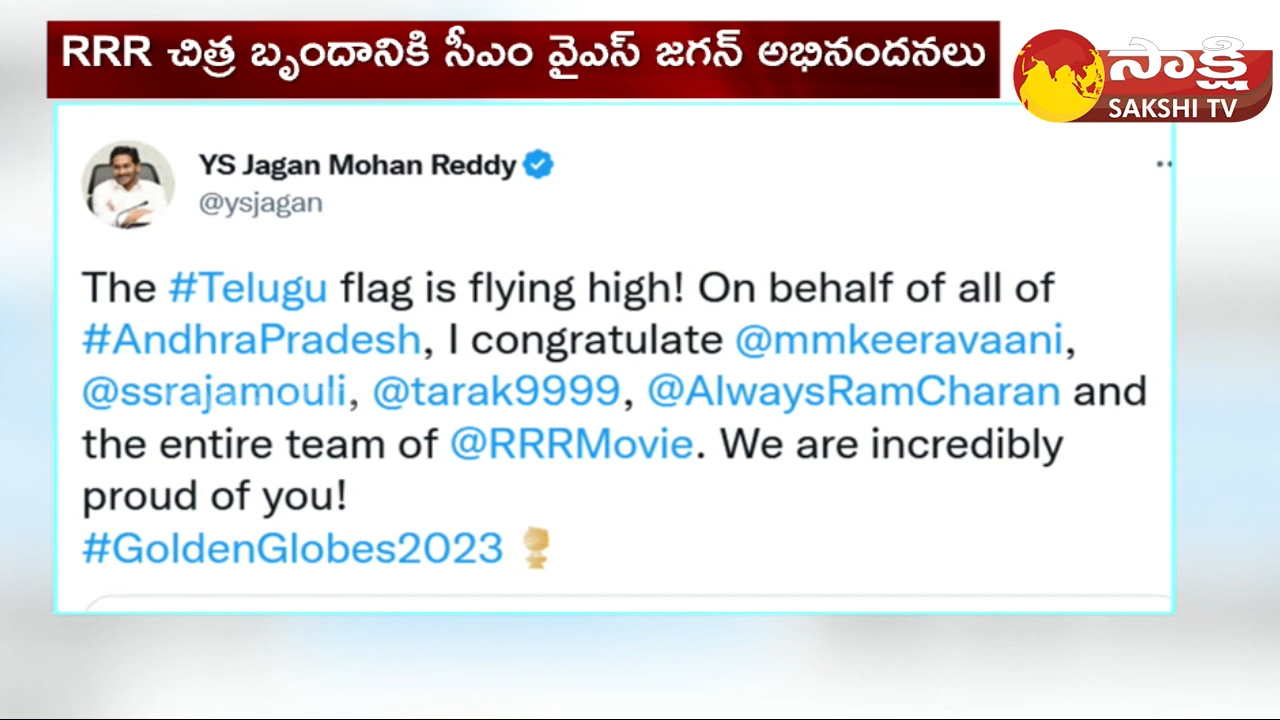 RRR చిత్ర బృందానికి సీఎం వైఎస్ జగన్ అభినందనలు
సాక్షి
SAKSHI TV
YS Jagan Mohan Reddy
@ysjagan
The #Telugu flag is flying high! On behalf of all of
#AndhraPradesh, I congratulate @mmkeeravaani,
@ssrajamouli, @tarak9999, @AlwaysRamCharan and
the entire team of @RRRMovie. We are incredibly
proud of you!
#GoldenGlobes2023